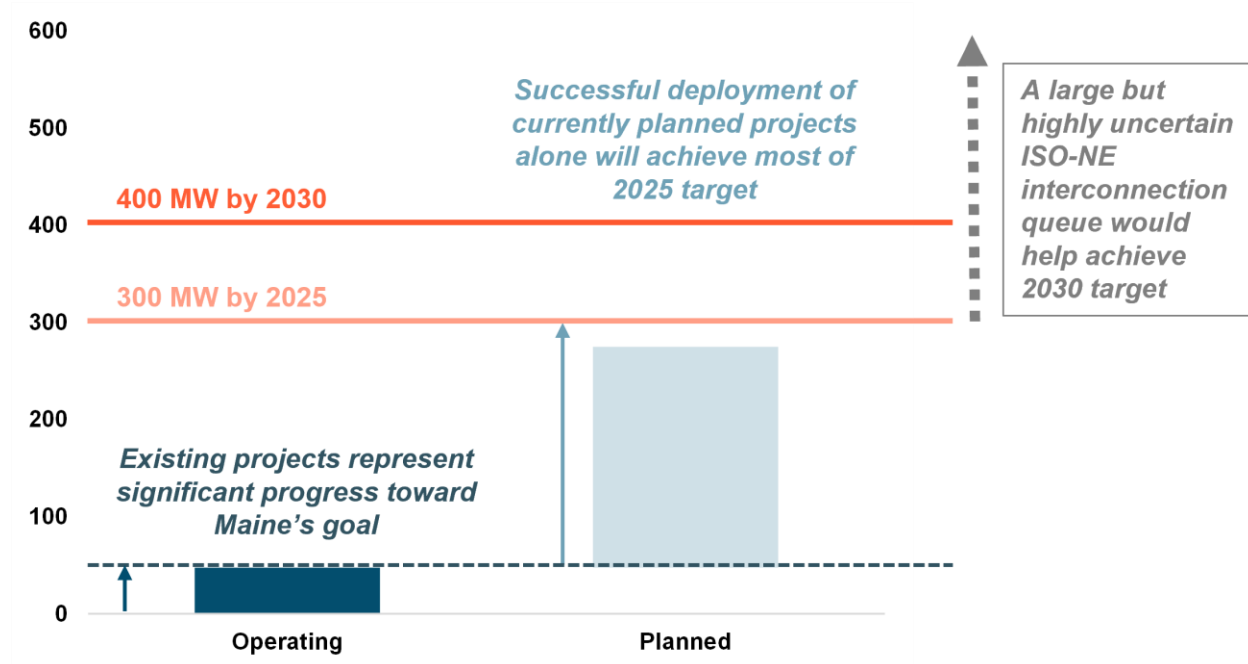 600
500
400
300
200
100
0
Successful deployment of
currently planned projects
alone will achieve most of
2025 target
400 MW by 2030
300 MW by 2025
Existing projects represent
significant progress toward
Maine's goal
A large but
highly uncertain
ISO-NE
interconnection
queue would
help achieve
2030 target
Operating
Planned